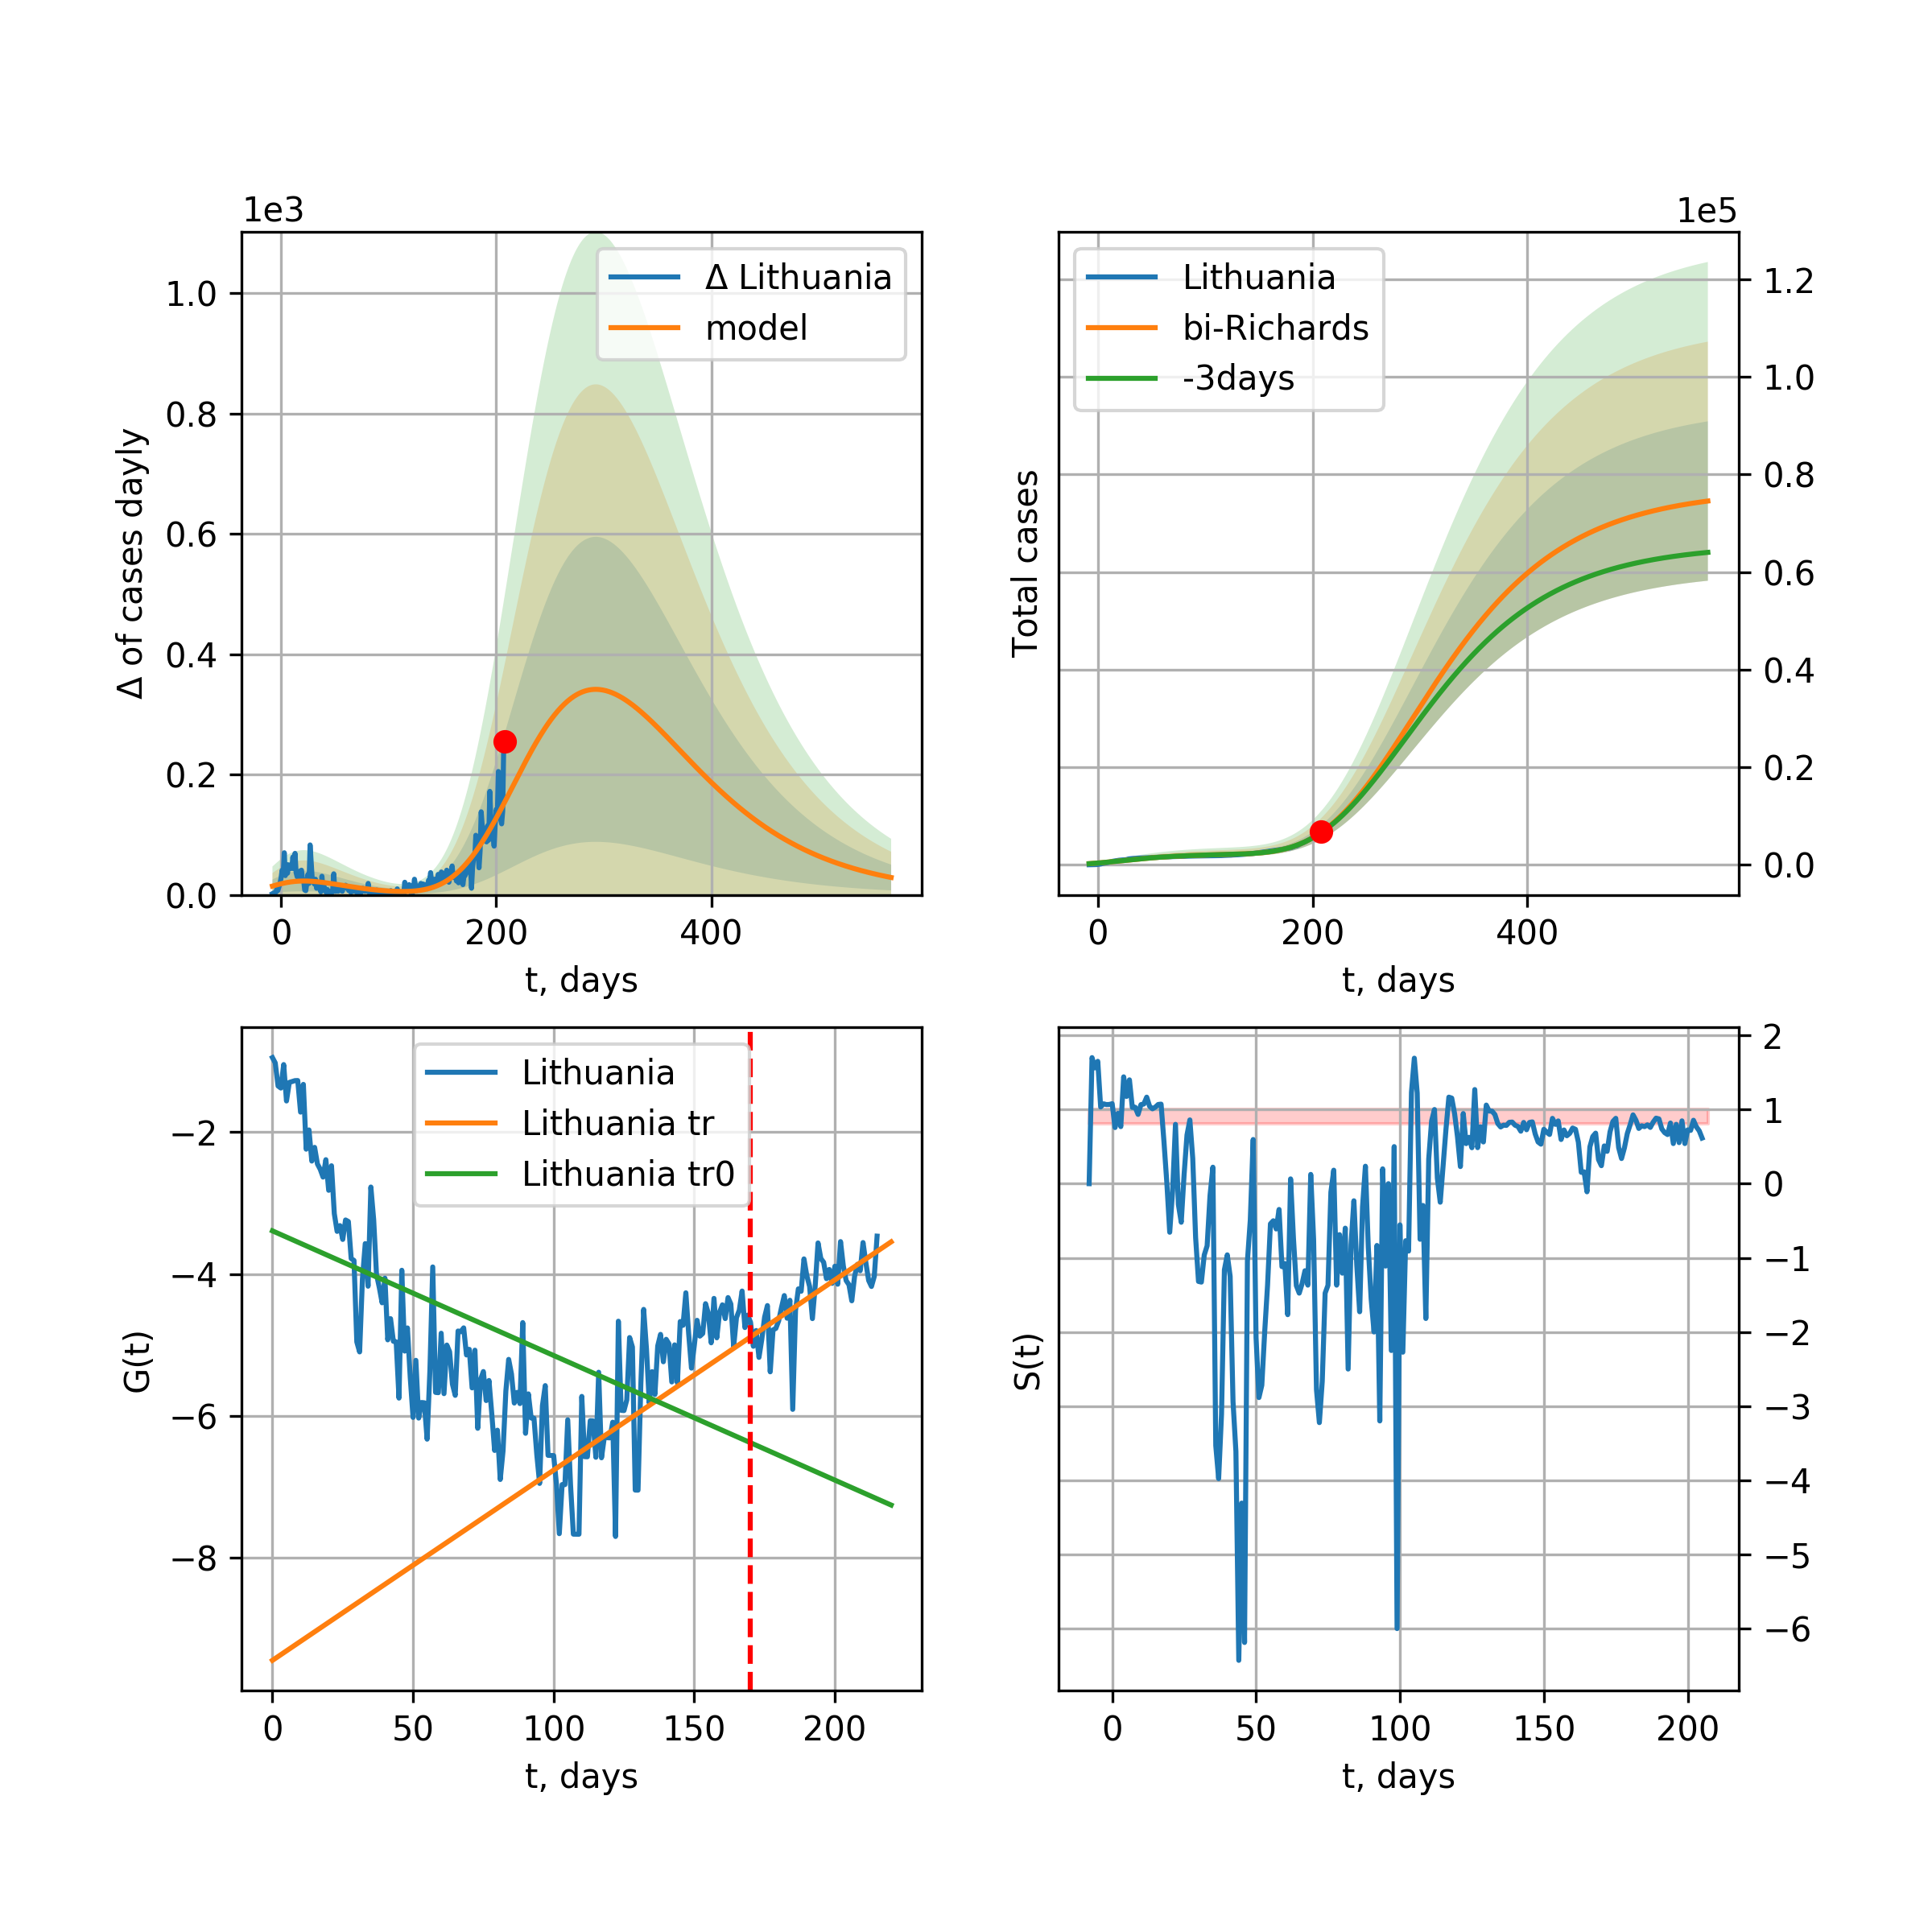 1e3
Δ Lithuania
model
1.0
0.8
0.6
0.4
0.2
0.0
Δ of cases dayly
0
200
400
t, days
1e5
Lithuania
bi-Richards
-3days
1.2
1.0
0.8
0.6
0.4
0.2
0.0
Total cases
0
200
400
t, days
Lithuania
Lithuania tr
Lithuania tr0
−2
−4
−6
−8
G(t)
0
50
100
150
200
t, days
2
1
0
−1
−2
−3
−4
−5
−6
S(t)
0
50
100
150
200
t, days